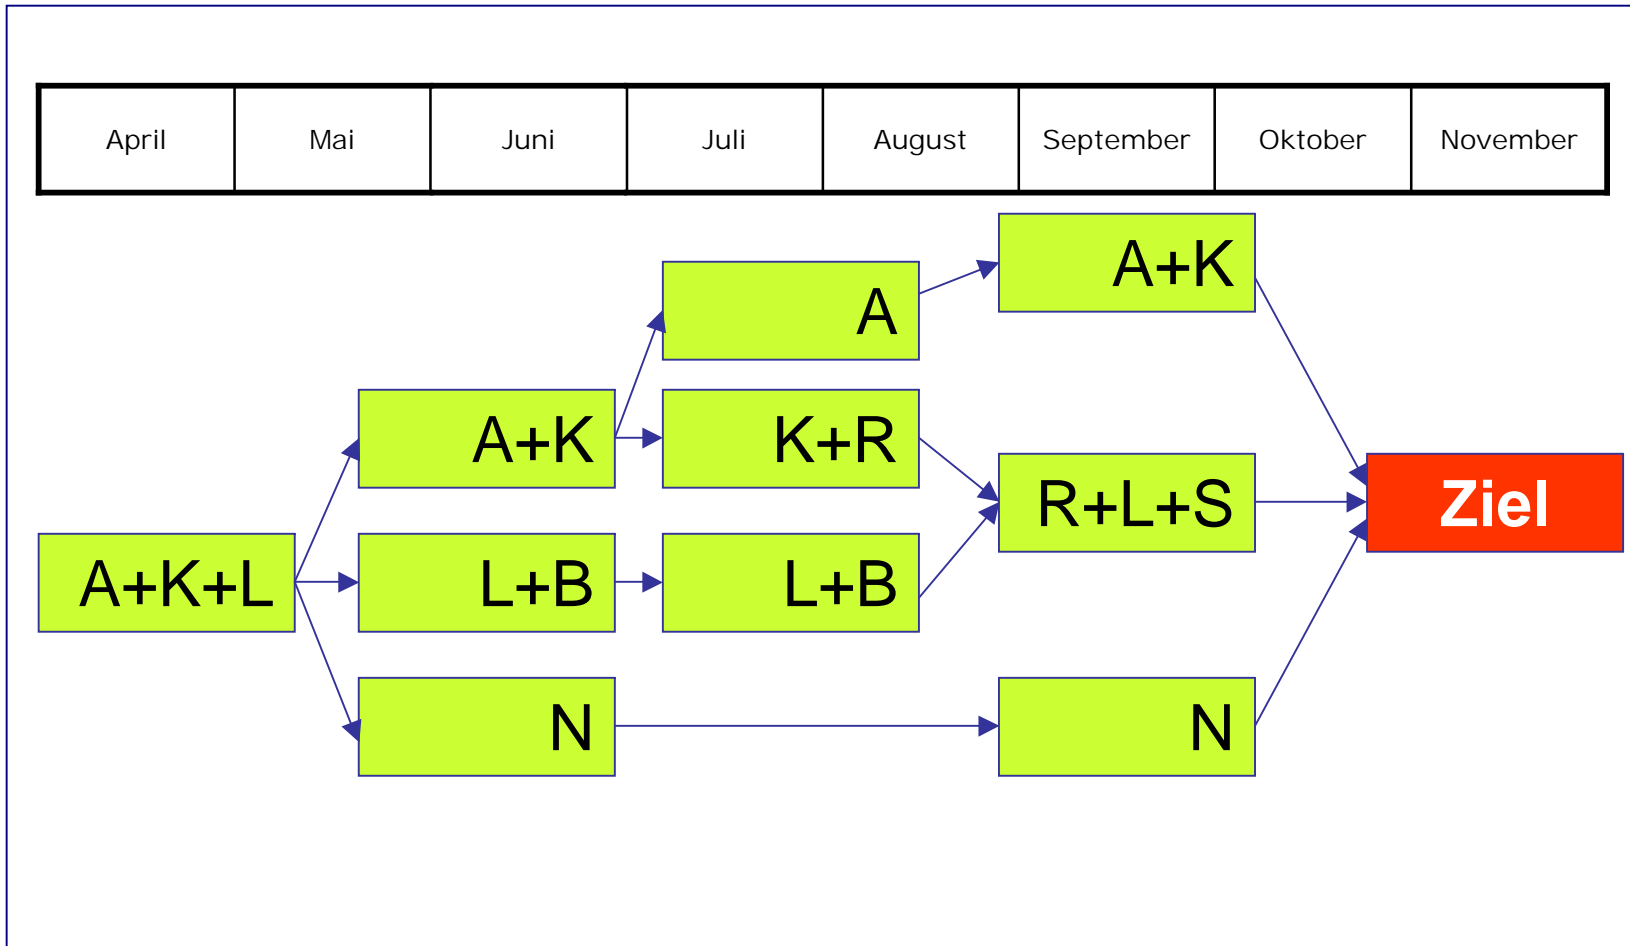 April Mai Juni Juli August September Oktober November
A+K
A
A+K
K+R
R+L+S
Ziel
A+K+L
L+B
L+B
N
N